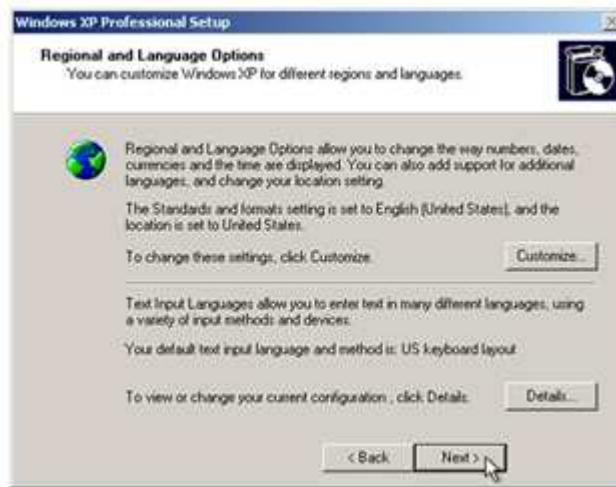 Windows XP Professional Setup
Regional and Language Options
You can customize Windows XP for different regions and languages.
Regional and Language Options allow you to change the way numbers, dates,
currencies and the time are displayed. You can also add support for additional
languages, and change your location setting.
The Standards and formats setting is set to English (United States), and the
location is set to United States.
To change these settings, click Customize.
Customize...
Text Input Languages allow you to enter text in many different languages, using
a variety of input methods and devices.
Your default text input language and method is: US keyboard layout
To view or change your current configuration , click Details.
Details...
< Back
Next >